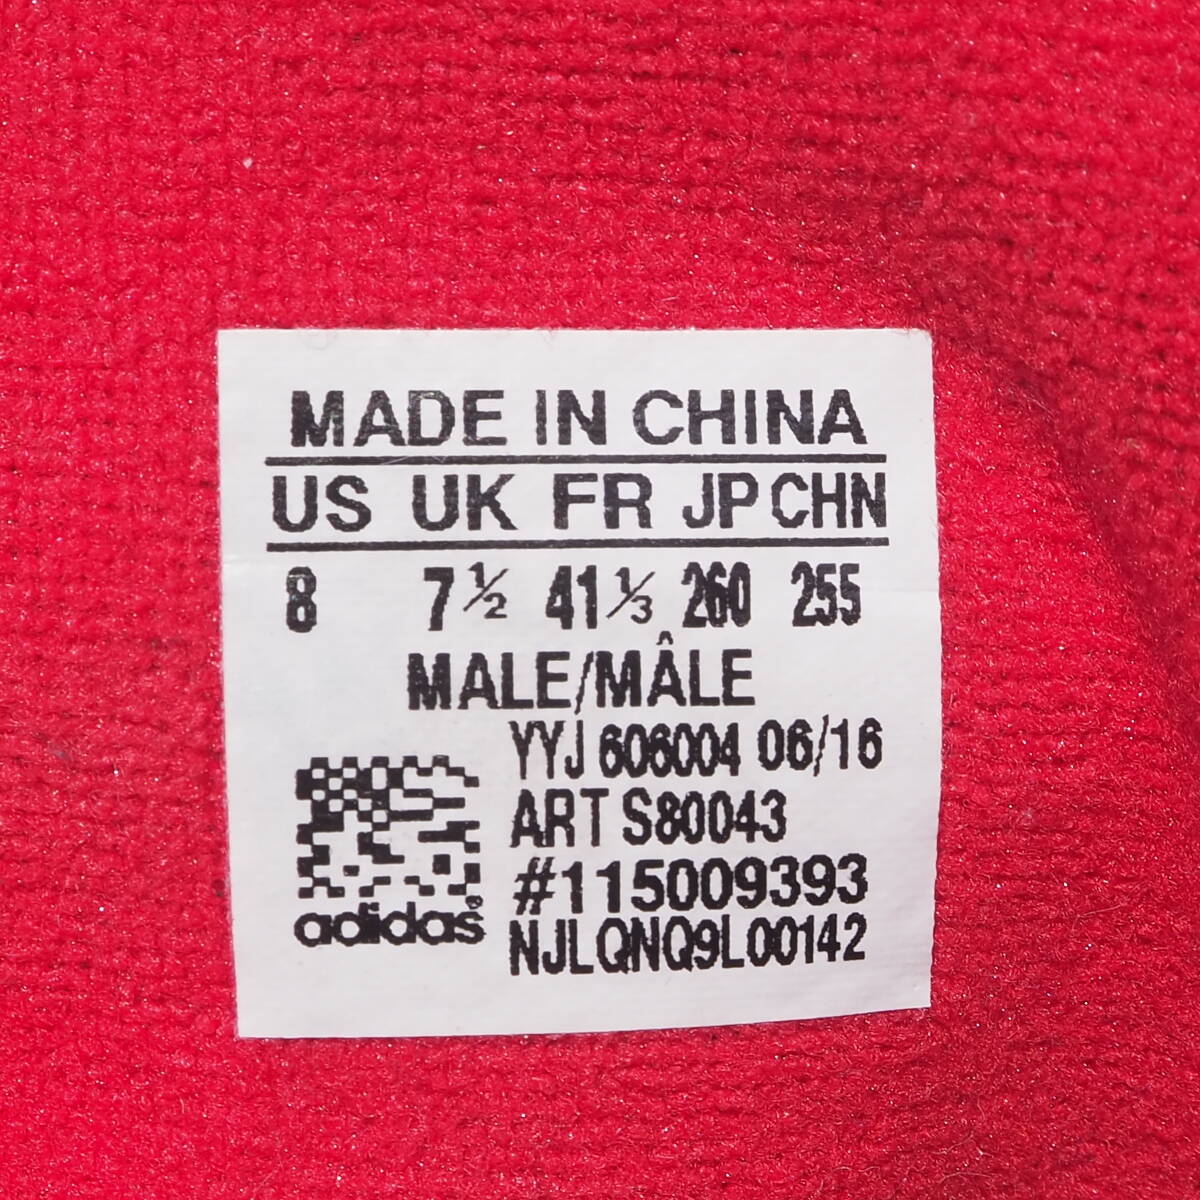 MADE IN CHINA
US UK FR JP CHN
8 7½ 41⅓ 260 255
MALE/MÂLE
YYJ 606004 06/16
ART S80043
#115009393
adidas®
NJLQNQ9L00142